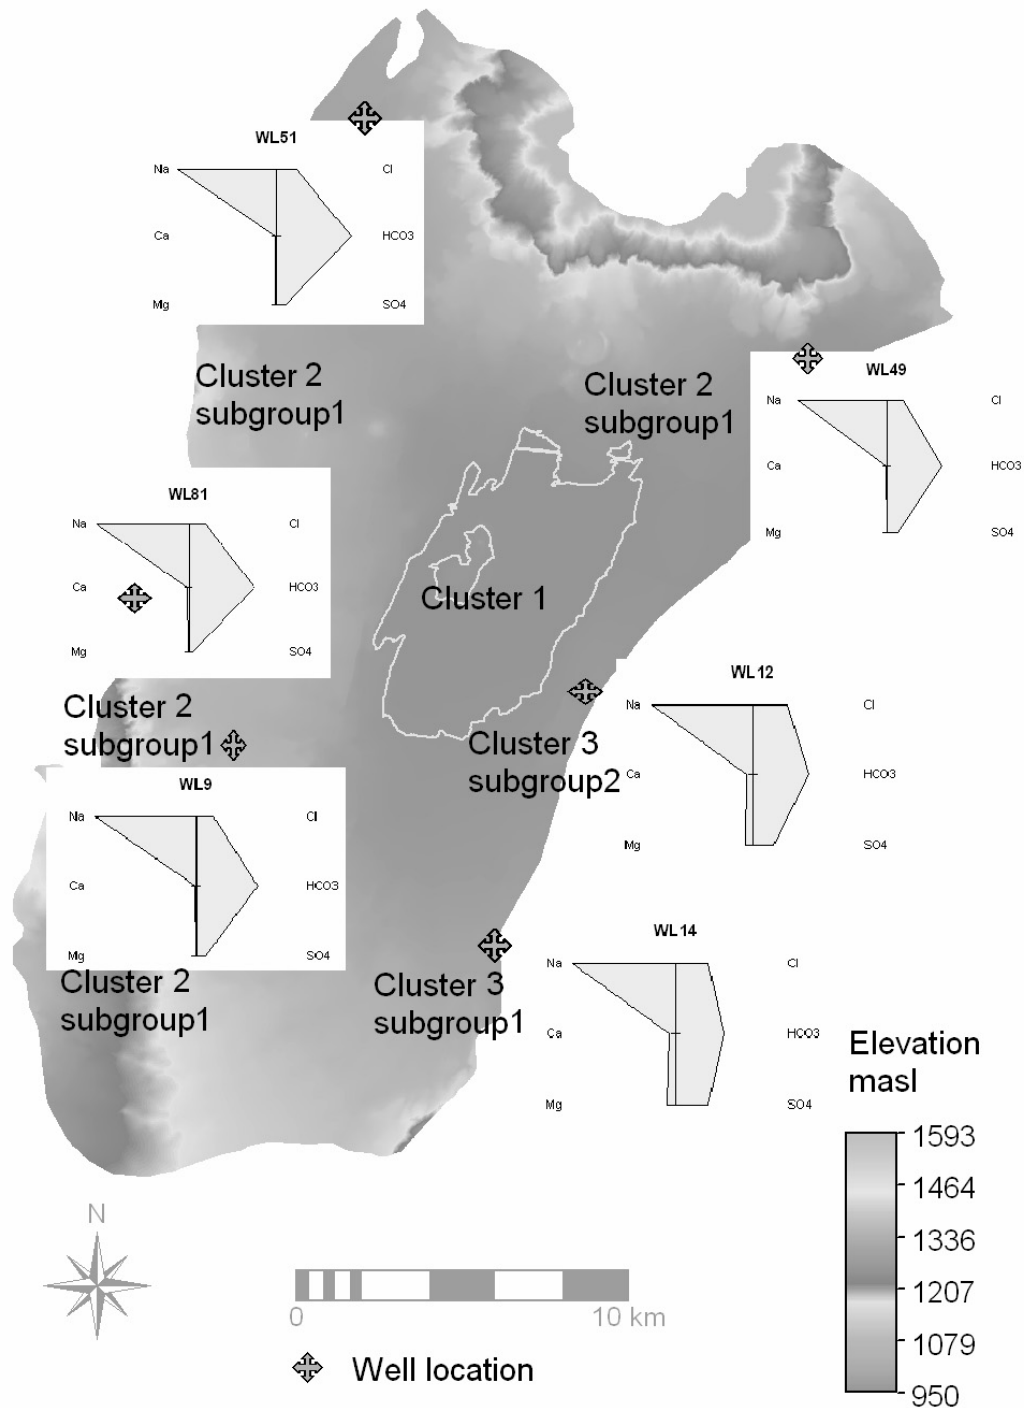 WL51
Na Cl
Ca HCO3
Mg SO4
Cluster 2
subgroup1
Cluster 2
subgroup1
WL49
Na Cl
Ca HCO3
Mg SO4
WL81
Na Cl
Ca HCO3
Mg SO4
Cluster 1
Cluster 2
subgroup1
WL12
Na Cl
Ca HCO3
Mg SO4
Cluster 3
subgroup2
WL9
Na Cl
Ca HCO3
Mg SO4
Cluster 2
subgroup1
Cluster 3
subgroup1
WL14
Na Cl
Ca HCO3
Mg SO4
Elevation
masl
1593
1464
1336
1207
1079
950
N
0 10 km
Well location